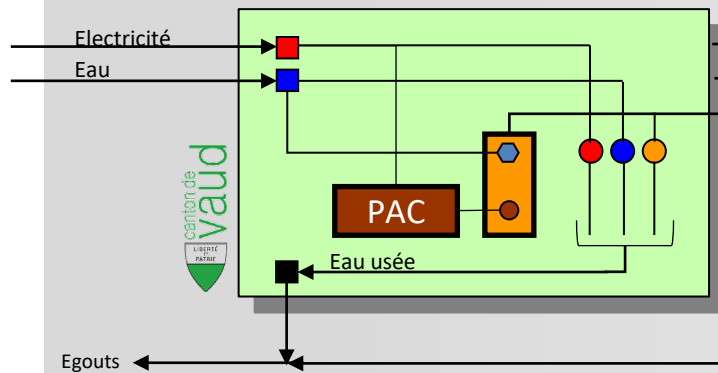 Electricité
Eau
canton de
vaud
LIBERTÉ
ET
PATRIE
PAC
Eau usée
Egouts